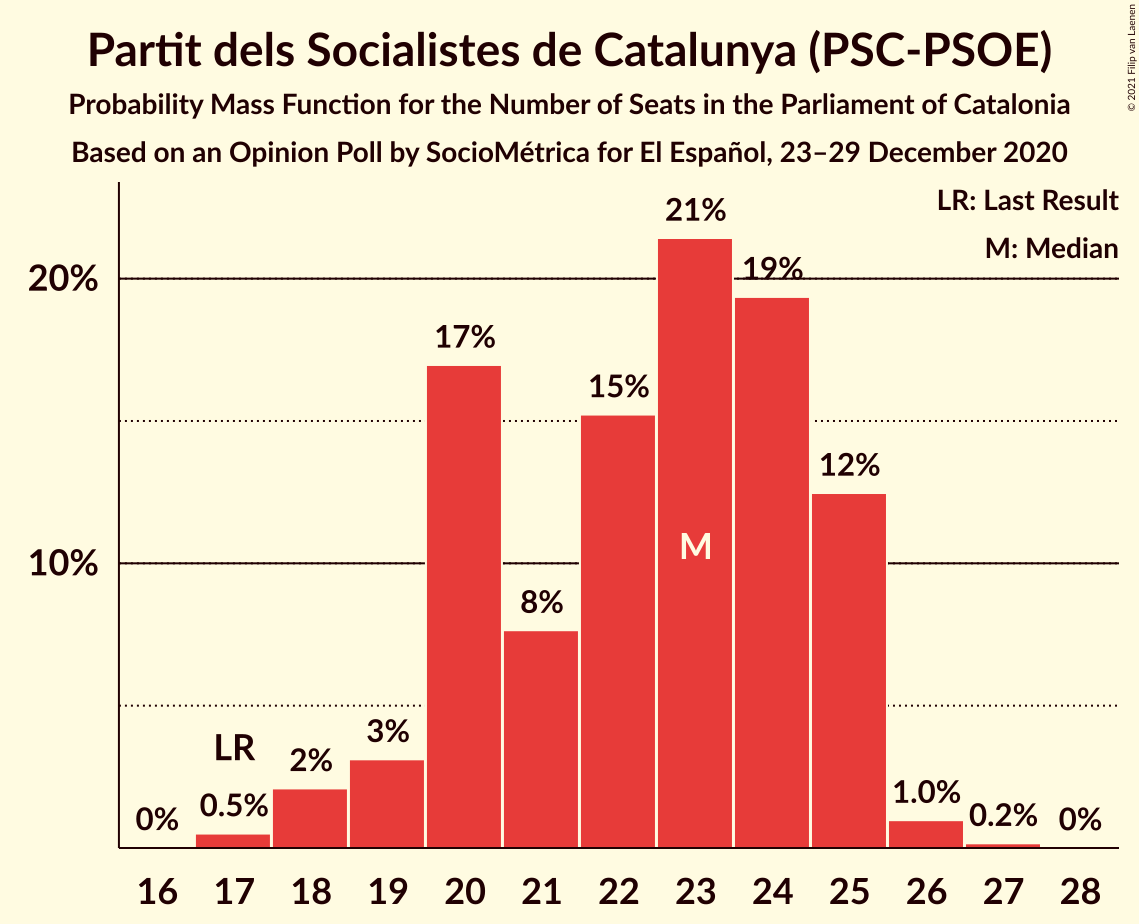 Partit dels Socialistes de Catalunya (PSC-PSOE)
Probability Mass Function for the Number of Seats in the Parliament of Catalonia
Based on an Opinion Poll by SocioMétrica for El Español, 23–29 December 2020
© 2021 Filip van Laenen
LR: Last Result
M: Median
21%
20%
19%
17%
15%
12%
M
10%
8%
LR
3%
2%
0%
0.5%
1.0%
0.2%
0%
16 17 18 19 20 21 22 23 24 25 26 27 28